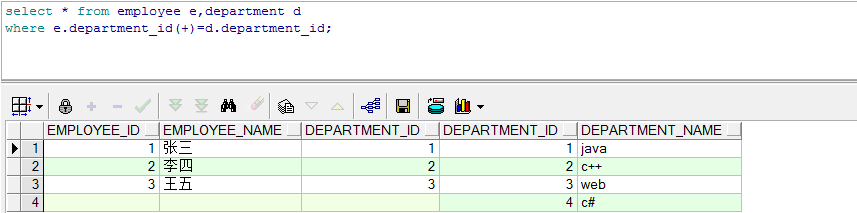 select * from employee e,department d
where e.department_id(+)=d.department_id;
EMPLOYEE_ID EMPLOYEE_NAME DEPARTMENT_ID DEPARTMENT_ID DEPARTMENT_NAME
1 1 张三 1 1 java
2 2 李四 2 2 c++
3 3 王五 3 3 web
4 4 c#